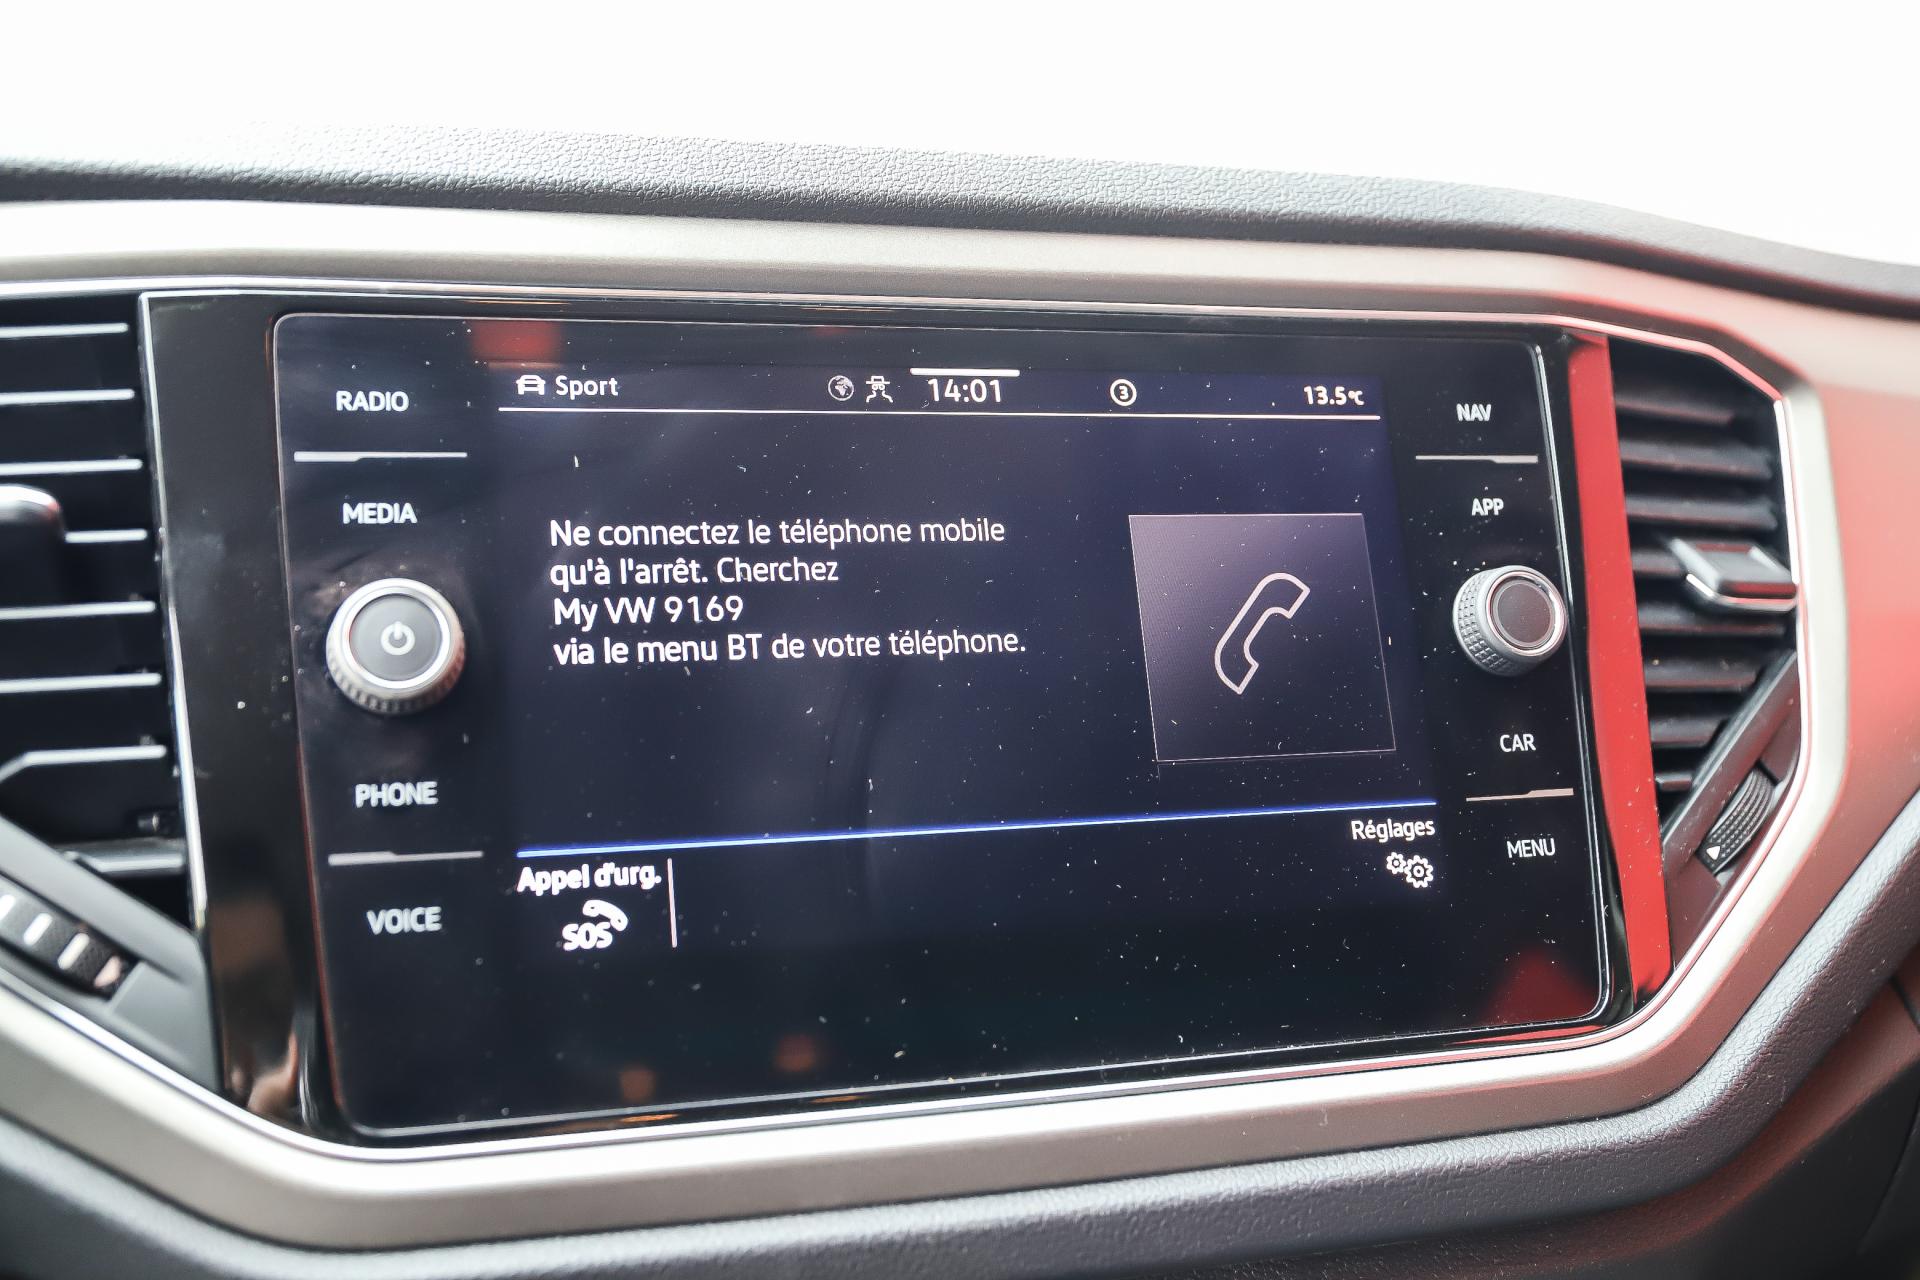 RADIO
MEDIA
PHONE
VOICE
Sport
14:01
3
13.5°C
Ne connectez le téléphone mobile
qu'à l'arrêt. Cherchez
My VW 9169
via le menu BT de votre téléphone.
Appel d'urg.
SOS
Réglages
NAV
APP
CAR
MENU